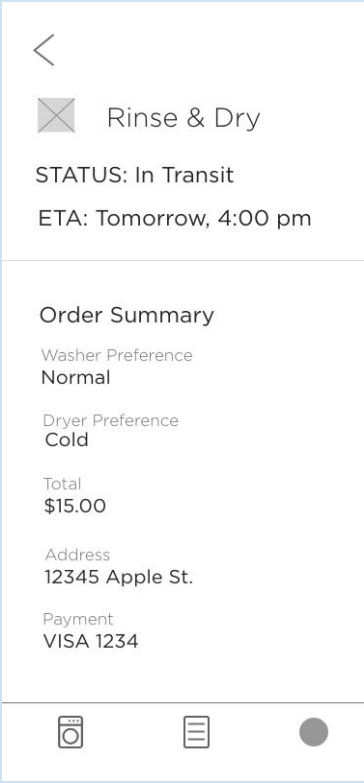 Rinse & Dry
STATUS: In Transit
ETA: Tomorrow, 4:00 pm
Order Summary
Washer Preference
Normal
Dryer Preference
Cold
Total
$15.00
Address
12345 Apple St.
Payment
VISA 1234